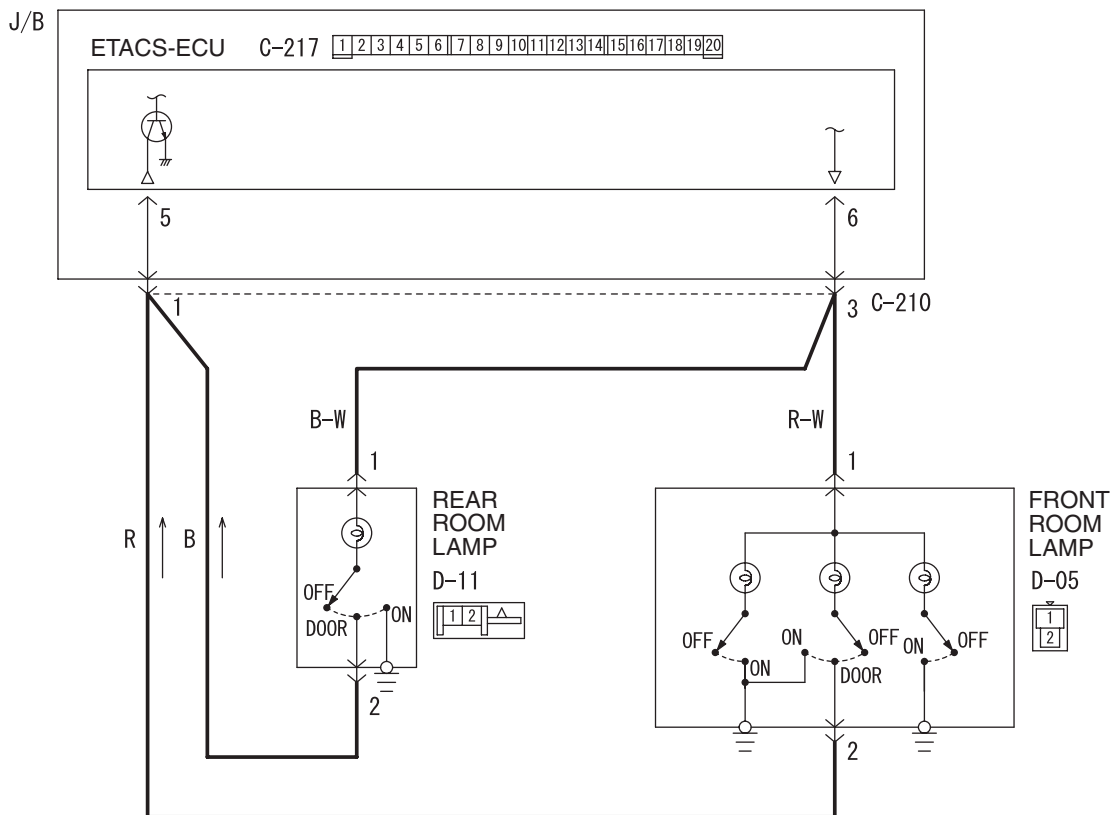 J/B
ETACS-ECU C-217 1 2 3 4 5 6 7 8 9 10 11 12 13 14 15 16 17 18 19 20
5 6
1 3 C-210
B-W R-W
1 1
REAR
ROOM
LAMP
D-11
1 2
FRONT
ROOM
LAMP
D-05
1
2
R B
OFF
DOOR
ON
OFF
ON
ON
OFF
DOOR
ON
OFF
2 2